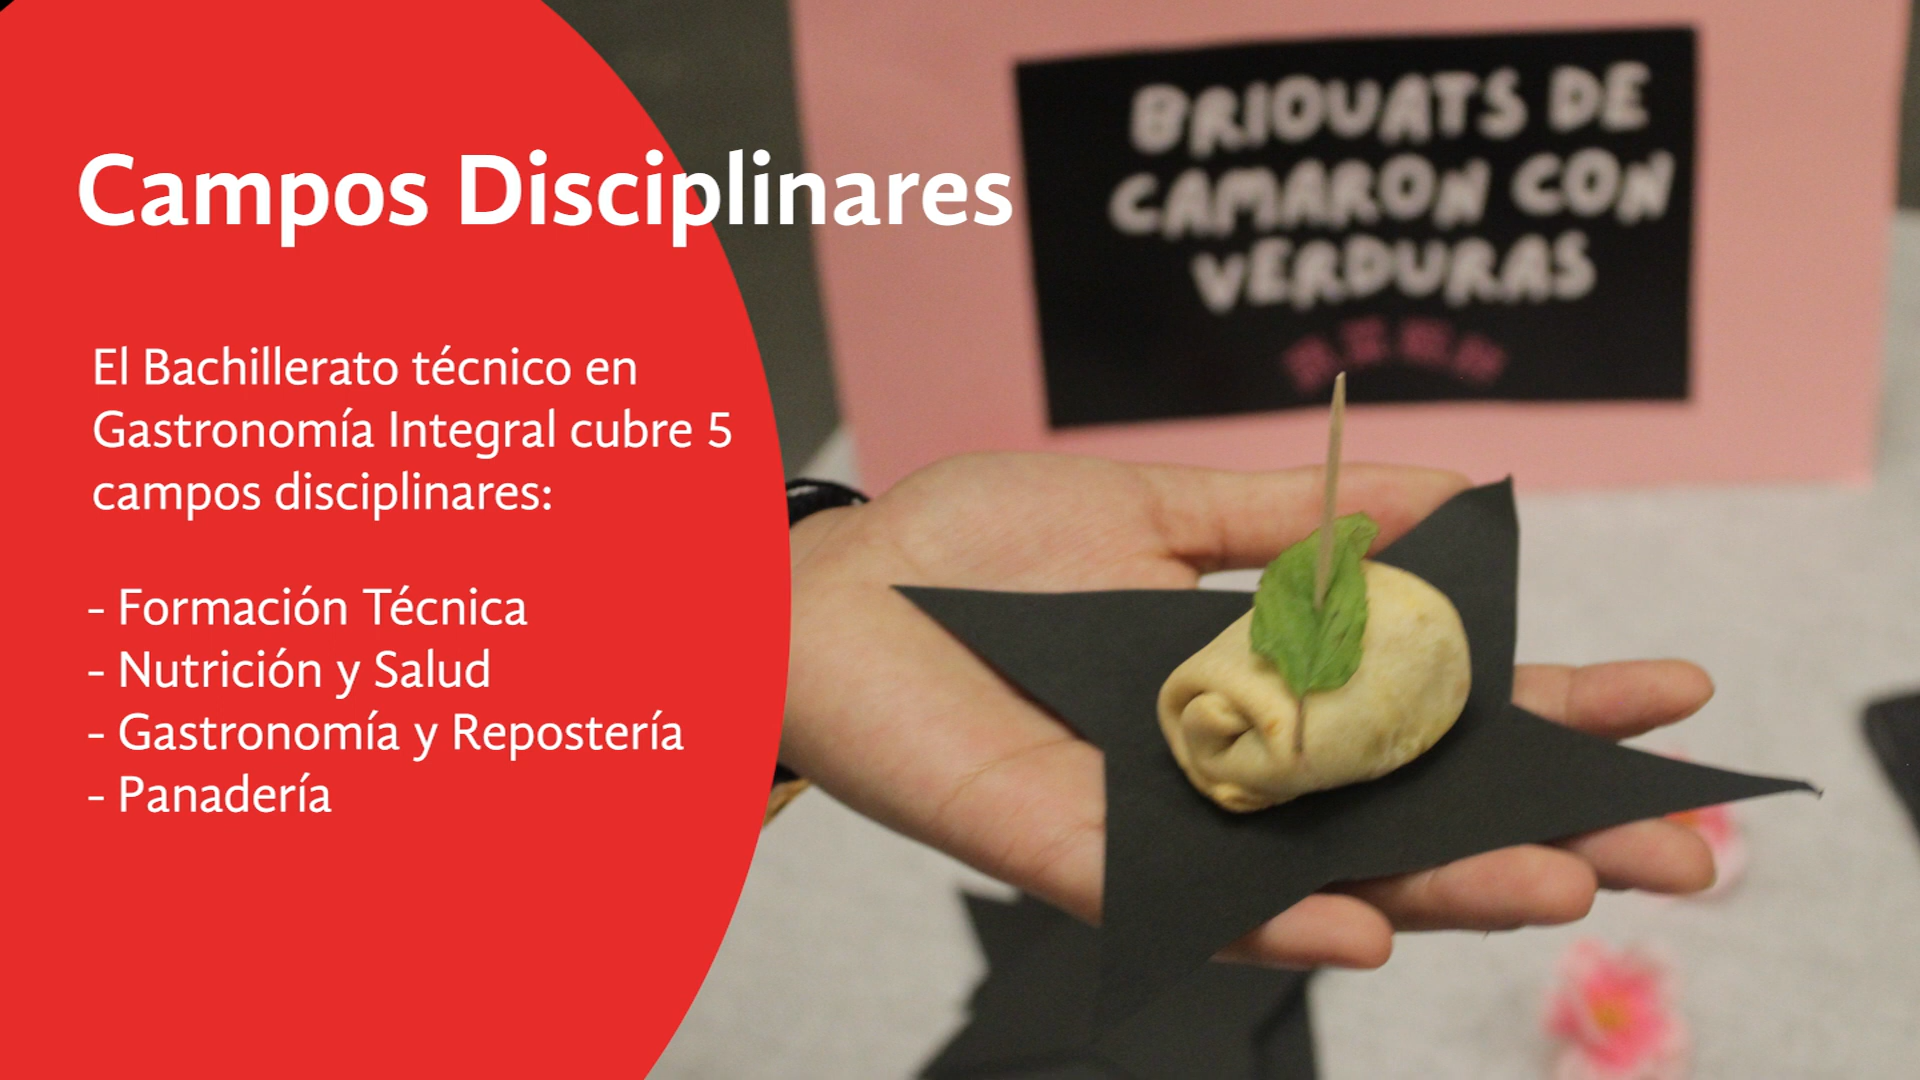 Campos Disciplinares
El Bachillerato técnico en
Gastronomía Integral cubre 5
campos disciplinares:
- Formación Técnica
- Nutrición y Salud
- Gastronomía y Repostería
- Panadería
BRIOUATS DE
CAMARON CON
VERDURAS